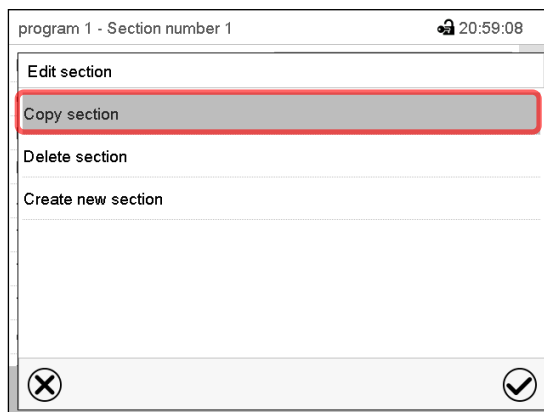 program 1 - Section number 1 20:59:08
Edit section
Copy section
Delete section
Create new section